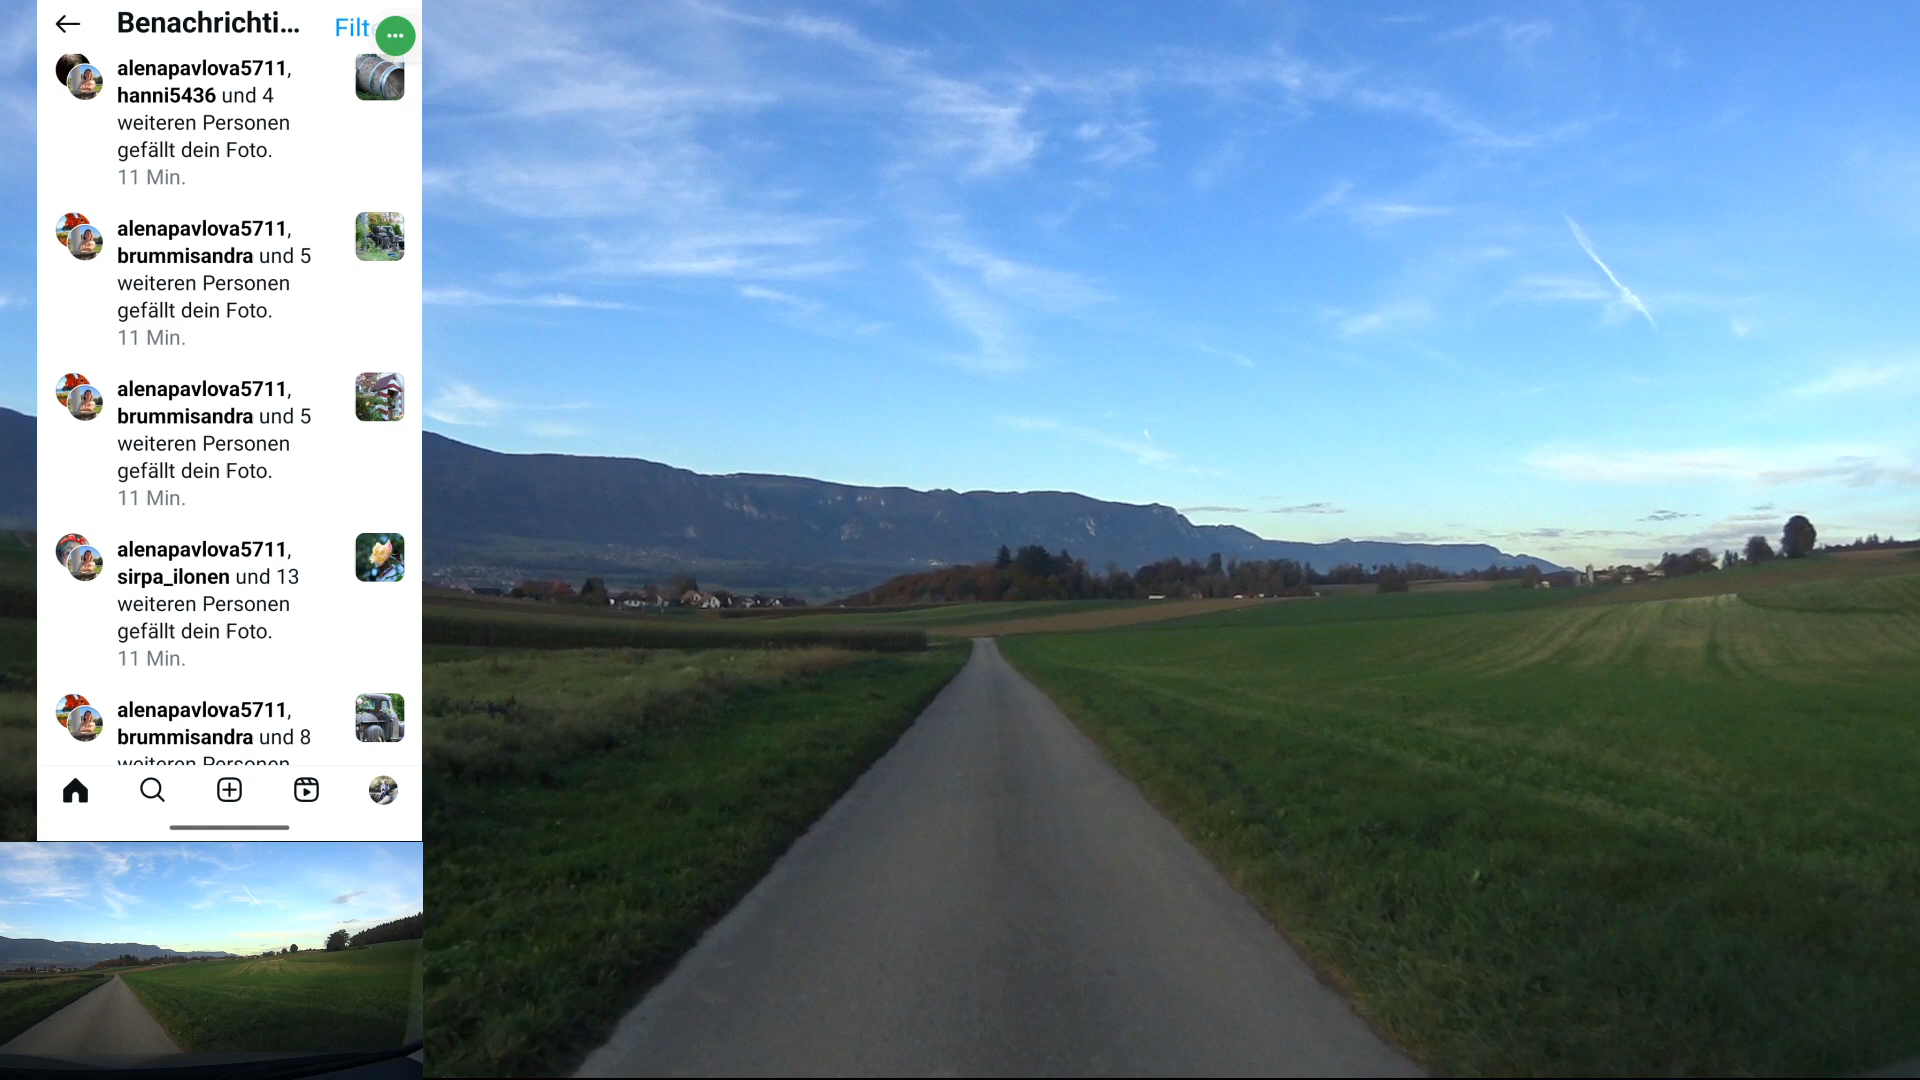 Benachrichti...
Filt
alenapavlova5711,
hanni5436 und 4
weiteren Personen
gefällt dein Foto.
11 Min.
alenapavlova5711,
brummisandra und 5
weiteren Personen
gefällt dein Foto.
11 Min.
alenapavlova5711,
brummisandra und 5
weiteren Personen
gefällt dein Foto.
11 Min.
alenapavlova5711,
sirpa_ilonen und 13
weiteren Personen
gefällt dein Foto.
11 Min.
alenapavlova5711,
brummisandra und 8
weiteren Personen